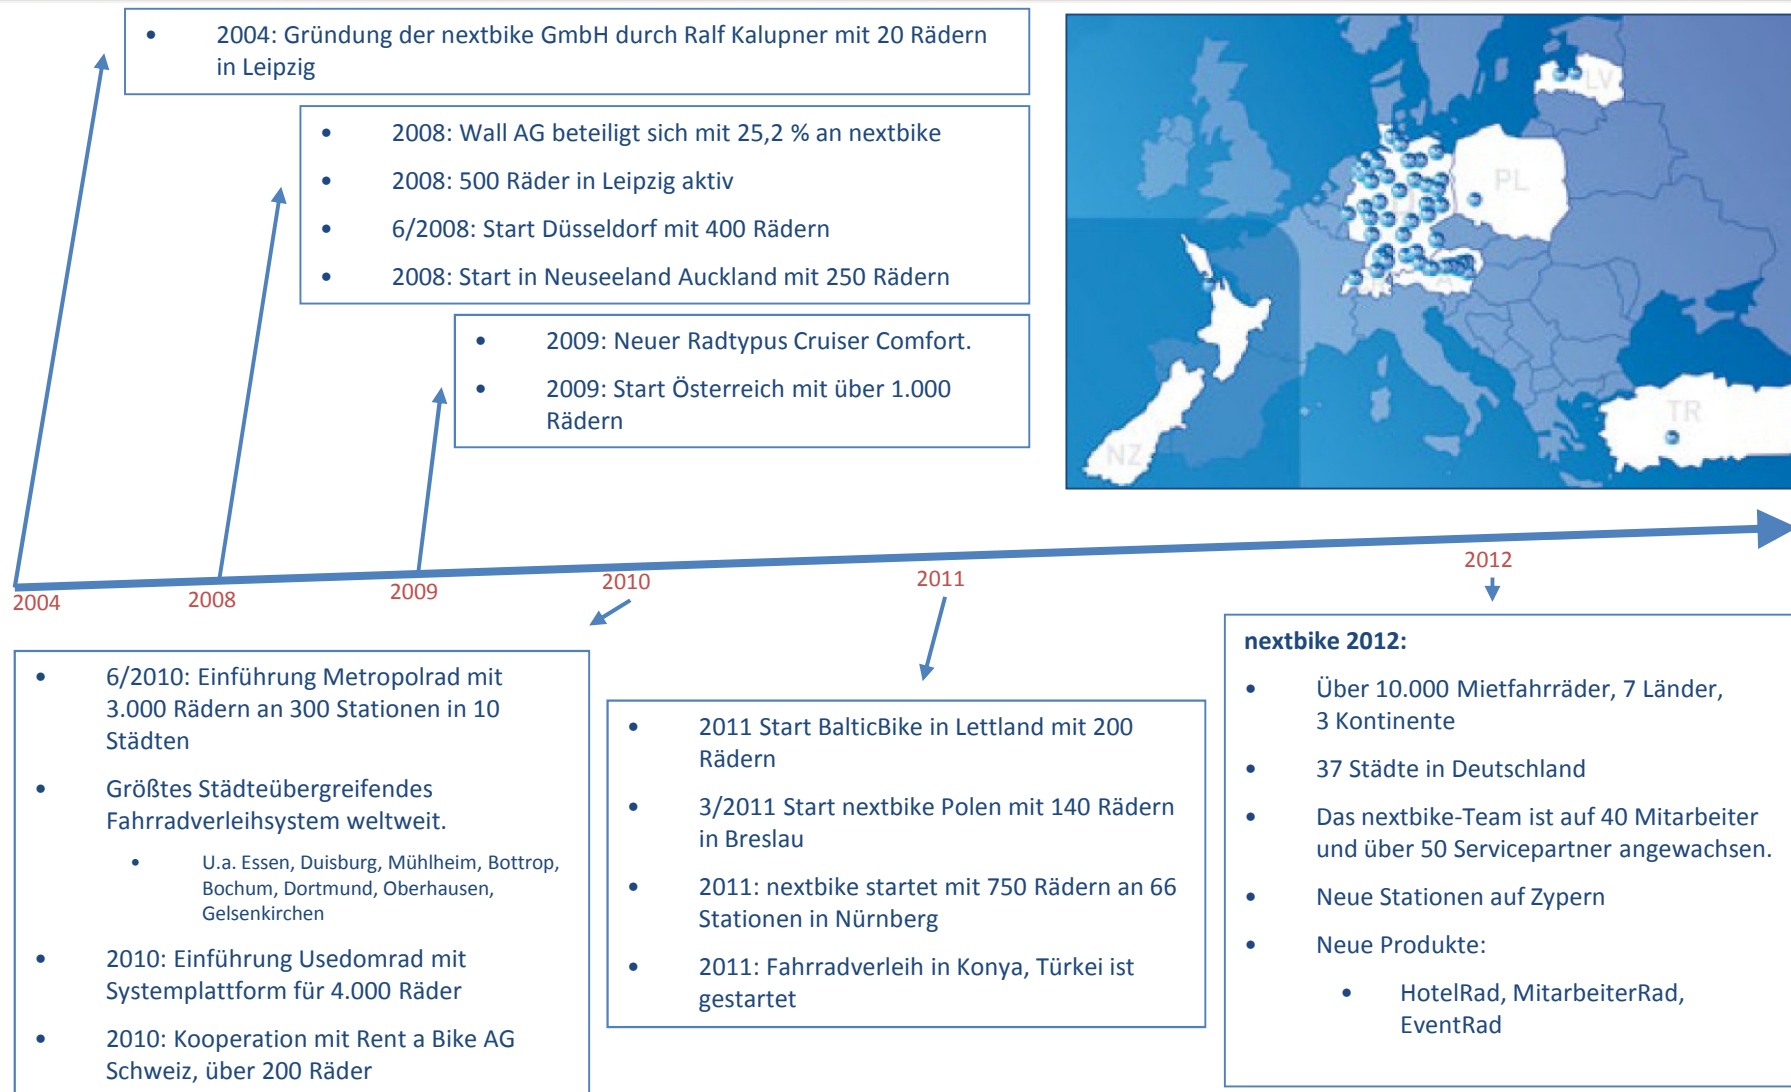 • 2004: Gründung der nextbike GmbH durch Ralf Kalupner mit 20 Rädern
in Leipzig
• 2008: Wall AG beteiligt sich mit 25,2 % an nextbike
• 2008: 500 Räder in Leipzig aktiv
• 6/2008: Start Düsseldorf mit 400 Rädern
• 2008: Start in Neuseeland Auckland mit 250 Rädern
• 2009: Neuer Radtypus Cruiser Comfort.
• 2009: Start Österreich mit über 1.000
Rädern
LV
PL
TR
NZ
2004
2008
2009
2010
2011
2012
• 6/2010: Einführung Metropolrad mit
3.000 Rädern an 300 Stationen in 10
Städten
• Größtes Städteübergreifendes
Fahrradverleihsystem weltweit.
• U.a. Essen, Duisburg, Mühlheim, Bottrop,
Bochum, Dortmund, Oberhausen,
Gelsenkirchen
• 2010: Einführung Usedomrad mit
Systemplattform für 4.000 Räder
• 2010: Kooperation mit Rent a Bike AG
Schweiz, über 200 Räder
• 2011 Start BalticBike in Lettland mit 200
Rädern
• 3/2011 Start nextbike Polen mit 140 Rädern
in Breslau
• 2011: nextbike startet mit 750 Rädern an 66
Stationen in Nürnberg
• 2011: Fahrradverleih in Konya, Türkei ist
gestartet
nextbike 2012:
• Über 10.000 Mietfahrräder, 7 Länder,
3 Kontinente
• 37 Städte in Deutschland
• Das nextbike-Team ist auf 40 Mitarbeiter
und über 50 Servicepartner angewachsen.
• Neue Stationen auf Zypern
• Neue Produkte:
• HotelRad, MitarbeiterRad,
EventRad